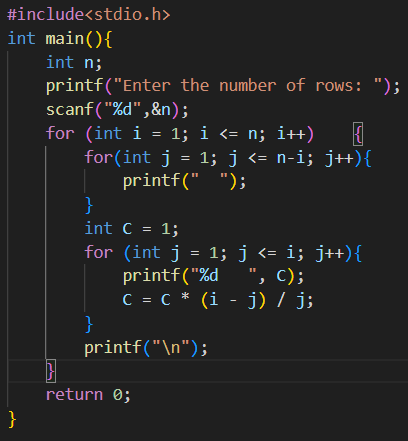 #include<stdio.h>
int main(){
    int n;
    printf("Enter the number of rows: ");
    scanf("%d",&n);
    for (int i = 1; i <= n; i++)    {
        for(int j = 1; j <= n-i; j++){
            printf("  ");
        }
        int C = 1;
        for (int j = 1; j <= i; j++){
            printf("%d   ", C);
            C = C * (i - j) / j;
        }
        printf("\n");
    }
    return 0;
}